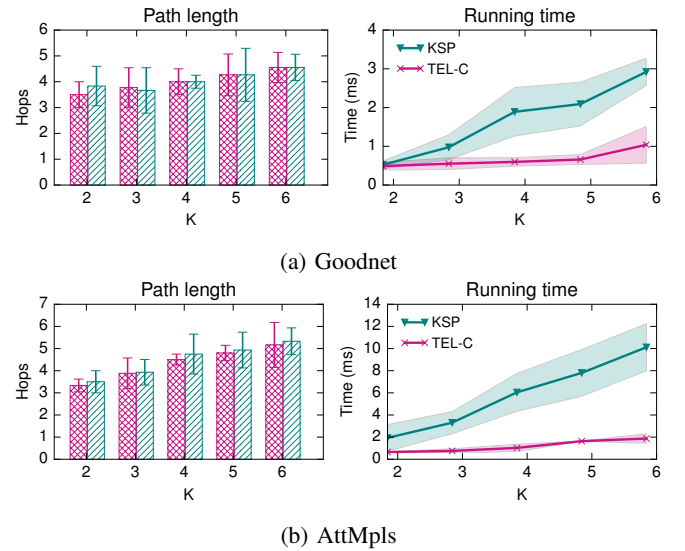 Path length
Running time
6
5
4
3
2
1
0
Hops
2 3 4 5 6
K
4
3
2
1
0
Time (ms)
KSP
TEL-C
2 3 4 5 6
K
(a) Goodnet
Path length
Running time
7
6
5
4
3
2
1
0
Hops
2 3 4 5 6
K
14
12
10
8
6
4
2
0
Time (ms)
KSP
TEL-C
2 3 4 5 6
K
(b) AttMpls